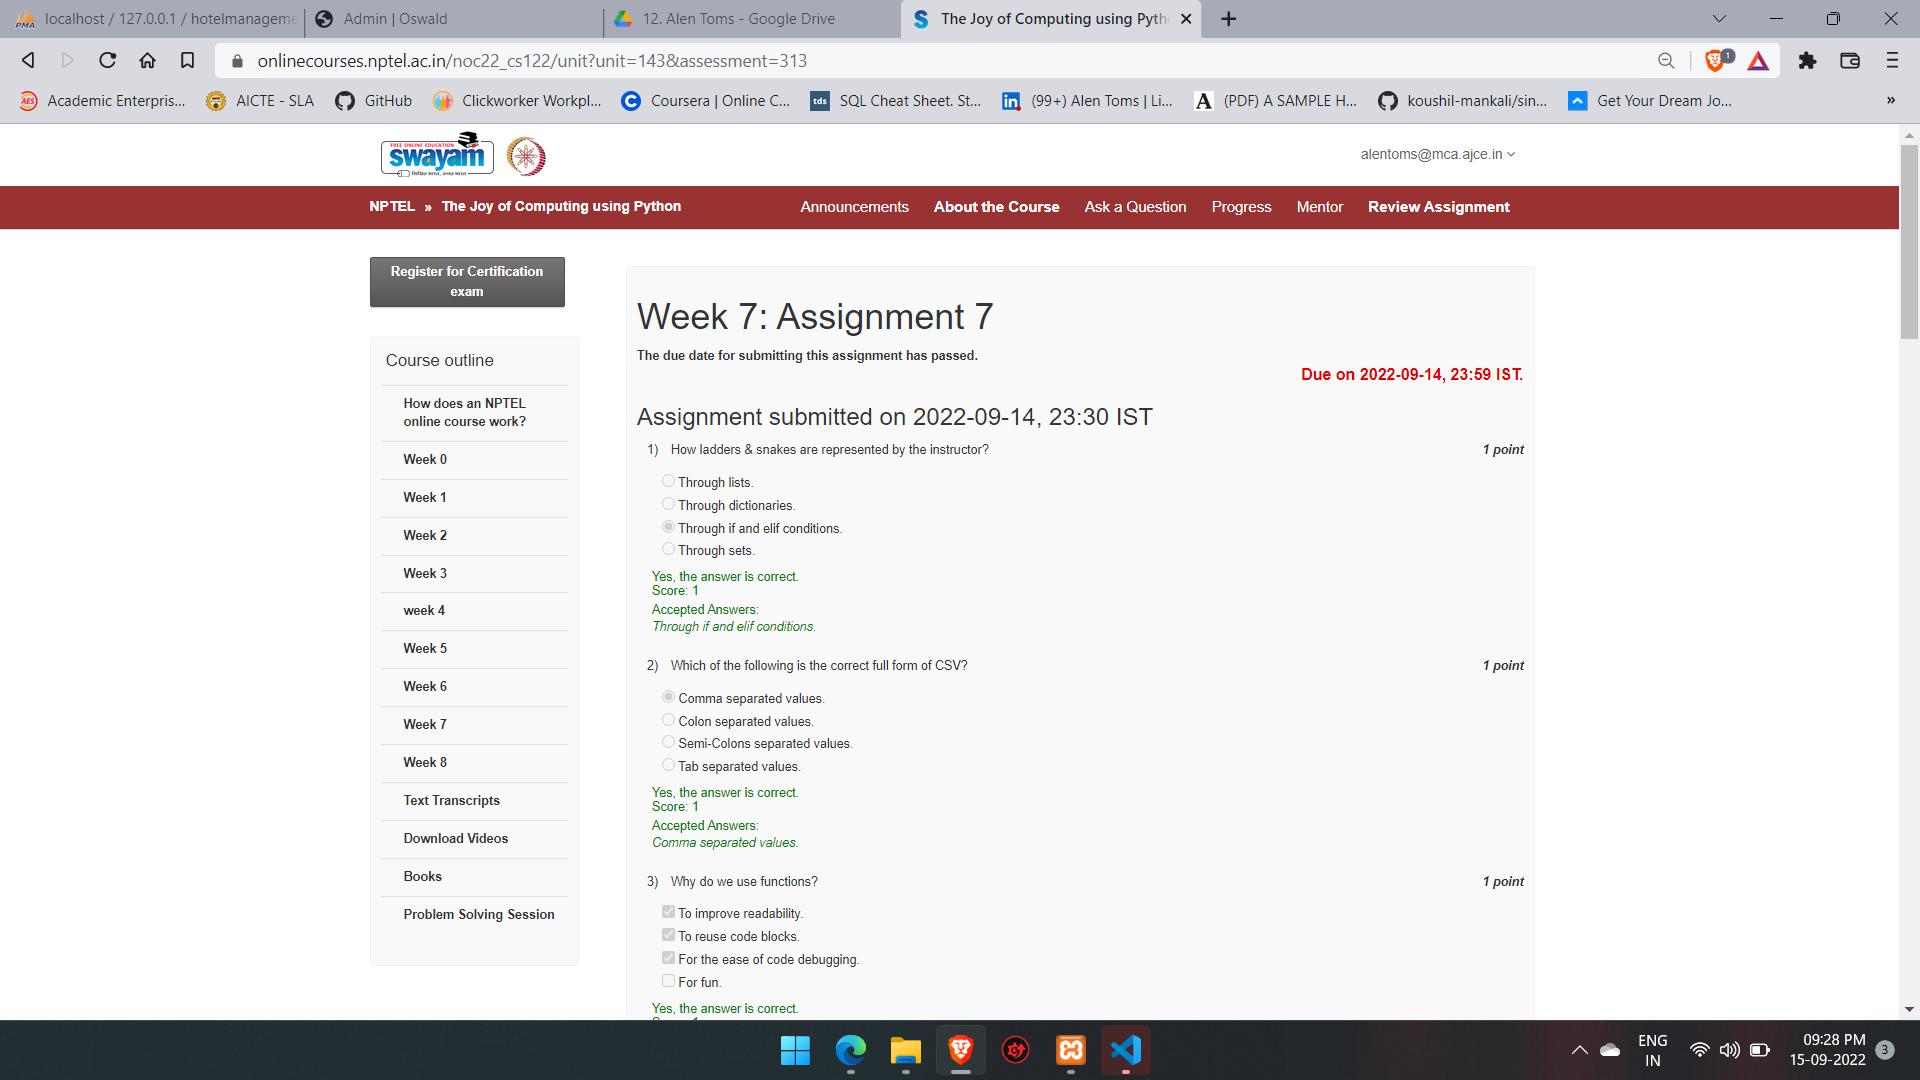 localhost / 127.0.0.1 / hotelmanageme
Admin | Oswald
12. Alen Toms - Google Drive
The Joy of Computing using Pyth
onlinecourses.nptel.ac.in/noc22_cs122/unit?unit=143&assessment=313
1
Academic Enterpris...
AICTE - SLA
GitHub
Clickworker Workpl...
Coursera | Online C...
tds
SQL Cheat Sheet. St...
(99+) Alen Toms | Li...
(PDF) A SAMPLE H...
koushil-mankali/sin...
Get Your Dream Jo...
»
FREE ONLINE EDUCATION
swayam
alentoms@mca.ajce.in
NPTEL » The Joy of Computing using Python
Announcements
About the Course
Ask a Question
Progress
Mentor
Review Assignment
Register for Certification
exam
Course outline
How does an NPTEL
online course work?
Week 0
Week 1
Week 2
Week 3
week 4
Week 5
Week 6
Week 7
Week 8
Text Transcripts
Download Videos
Books
Problem Solving Session
Week 7: Assignment 7
The due date for submitting this assignment has passed.
Due on 2022-09-14, 23:59 IST.
Assignment submitted on 2022-09-14, 23:30 IST
1) How ladders & snakes are represented by the instructor? 1 point
Through lists.
Through dictionaries.
Through if and elif conditions.
Through sets.
Yes, the answer is correct.
Score: 1
Accepted Answers:
Through if and elif conditions.
2) Which of the following is the correct full form of CSV? 1 point
Comma separated values.
Colon separated values.
Semi-Colons separated values.
Tab separated values.
Yes, the answer is correct.
Score: 1
Accepted Answers:
Comma separated values.
3) Why do we use functions? 1 point
To improve readability.
To reuse code blocks.
For the ease of code debugging.
For fun.
Yes, the answer is correct.
ENG
IN
09:28 PM
15-09-2022
3